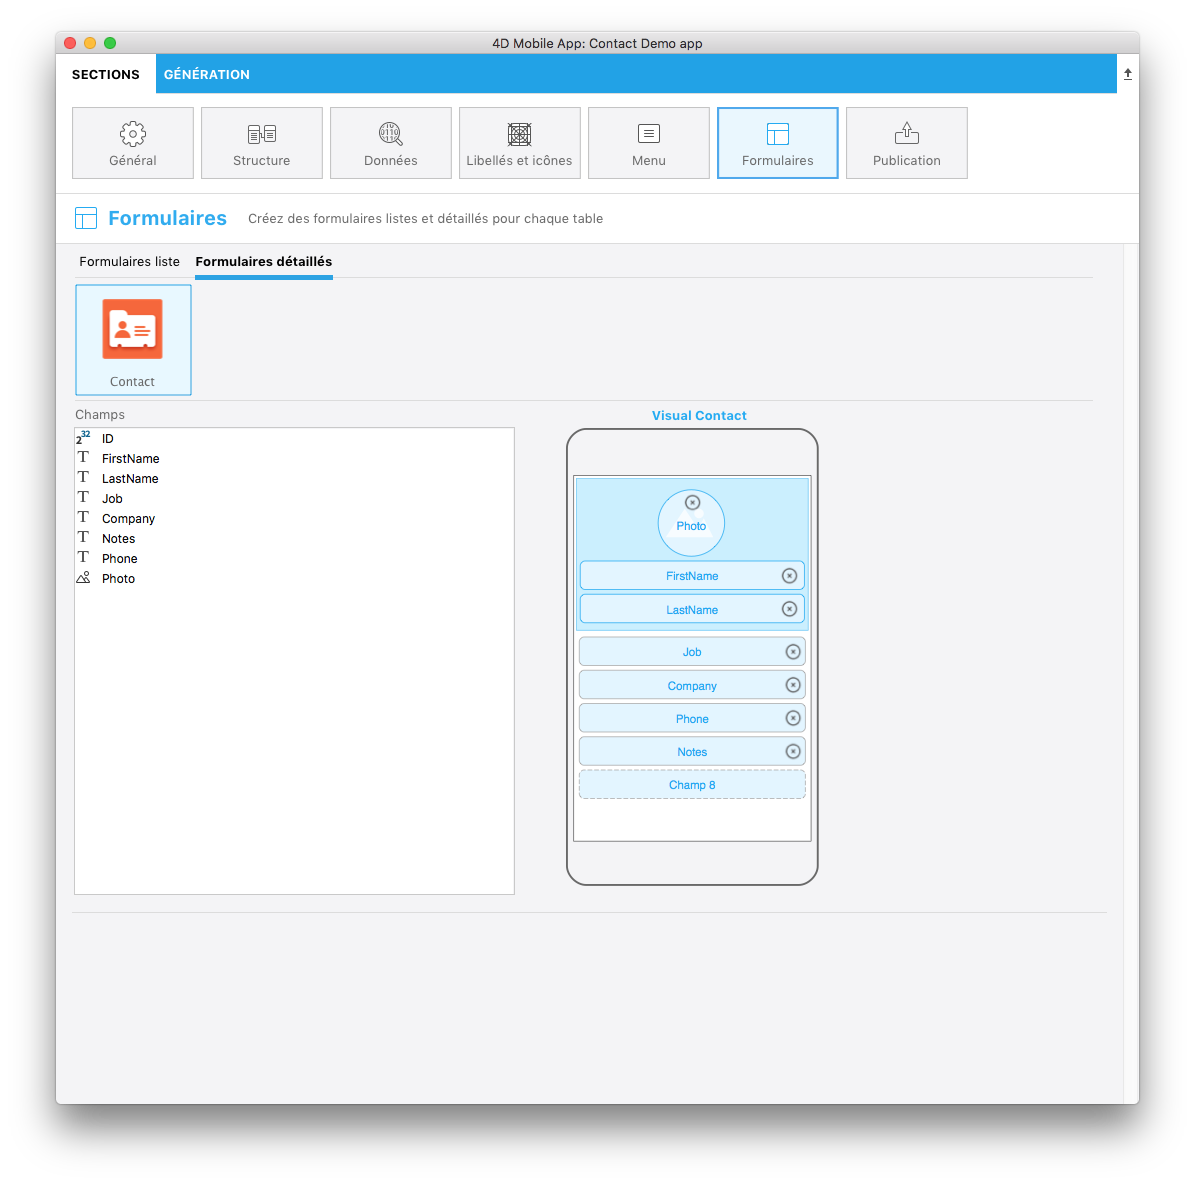 4D Mobile App: Contact Demo app
SECTIONS GÉNÉRATION
Général Structure Données Libellés et icônes Menu Formulaires Publication
Formulaires Créez des formulaires listes et détaillés pour chaque table
Formulaires liste Formulaires détaillés
Contact
Champs
2³² ID
T FirstName
T LastName
T Job
T Company
T Notes
T Phone
Photo
Visual Contact
Photo
FirstName
LastName
Job
Company
Phone
Notes
Champ 8